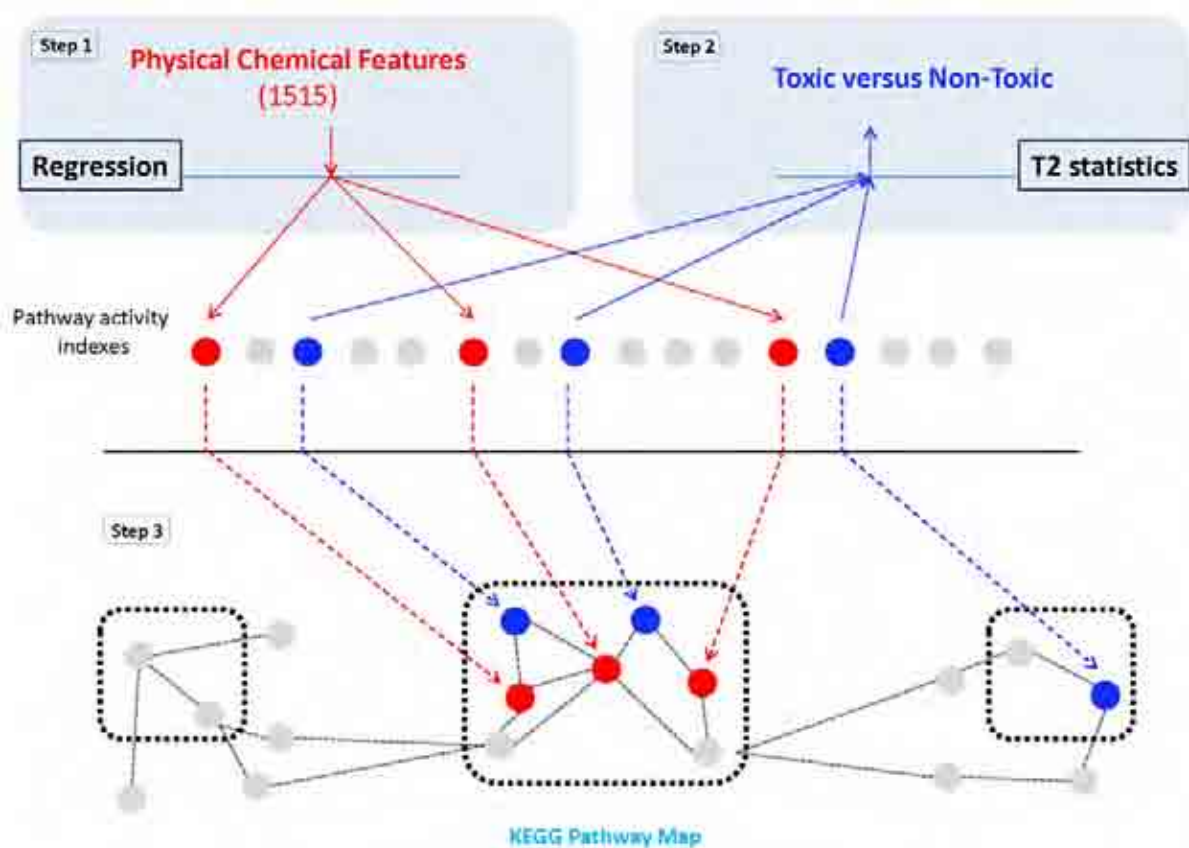 Step 1
Physical Chemical Features
(1515)
Regression
Step 2
Toxic versus Non-Toxic
T2 statistics
Pathway activity
indexes
Step 3
KEGG Pathway Map